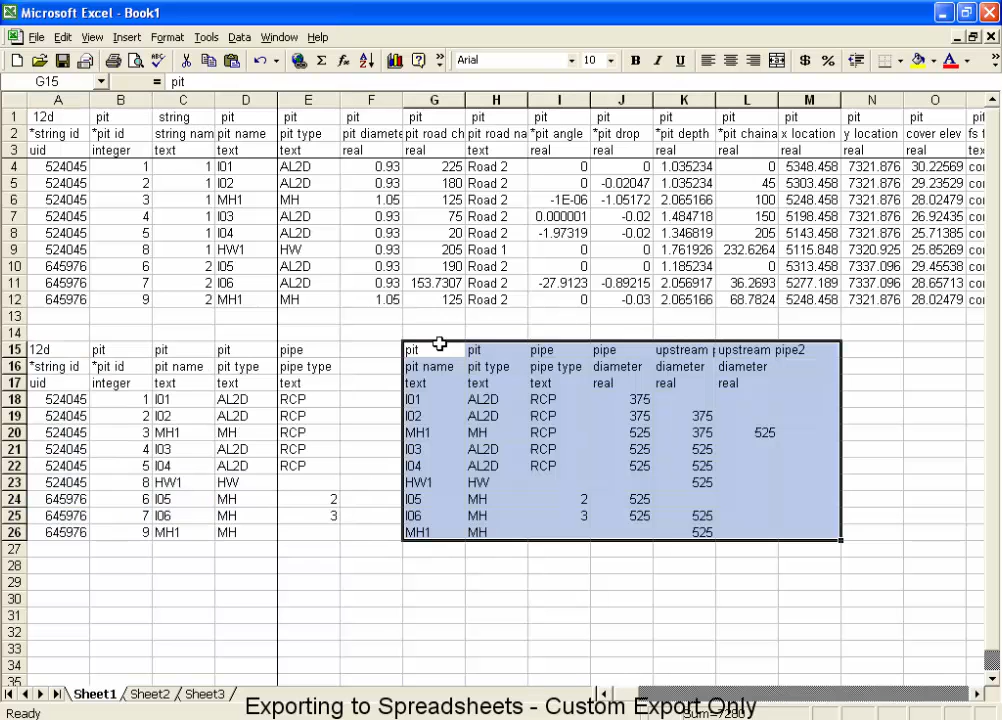 Microsoft Excel - Book1
File Edit View Insert Format Tools Data Window Help
Arial 10 B I U $ %
G15 = pit
A B C D E F G H I J K L M N O
1 12d pit string pit pit pit pit pit pit pit pit pit pit pit pit
2 *string id *pit id string nam pit name pit type pit diamete pit road ch pit road na *pit angle *pit drop *pit depth *pit chaina x location y location cover elev fs t
3 uid integer text text text real real text real real real real real real real tex
4 524045 1 1 I01 AL2D 0.93 225 Road 2 0 0 1.035234 0 5348.458 7321.876 30.22569 cor
5 524045 2 1 I02 AL2D 0.93 180 Road 2 0 -0.02047 1.035234 45 5303.458 7321.876 29.23529 cor
6 524045 3 1 MH1 MH 1.05 125 Road 2 -1E-06 -1.05172 2.065166 100 5248.458 7321.876 28.02479 cor
7 524045 4 1 I03 AL2D 0.93 75 Road 2 0.000001 -0.02 1.484718 150 5198.458 7321.876 26.92435 cor
8 524045 5 1 I04 AL2D 0.93 20 Road 2 -1.97319 -0.02 1.346819 205 5143.458 7321.876 25.71385 cor
9 524045 8 1 HW1 HW 0.93 205 Road 1 0 0 1.761926 232.6264 5115.848 7320.925 25.85269 cor
10 645976 6 2 I05 AL2D 0.93 190 Road 2 0 0 1.185234 0 5313.458 7337.096 29.45538 cor
11 645976 7 2 I06 AL2D 0.93 153.7307 Road 2 -27.9123 -0.89215 2.056917 36.2693 5277.189 7337.096 28.65713 cor
12 645976 9 2 MH1 MH 1.05 125 Road 2 0 -0.03 2.065166 68.7824 5248.458 7321.876 28.02479 cor
13
14
15 12d pit pit pit pipe pit pit pipe pipe upstream p upstream pipe2
16 *string id *pit id pit name pit type pipe type pit name pit type pipe type diameter diameter diameter
17 uid integer text text text text text text real real real
18 524045 1 I01 AL2D RCP I01 AL2D RCP 375
19 524045 2 I02 AL2D RCP I02 AL2D RCP 375 375
20 524045 3 MH1 MH RCP MH1 MH RCP 525 375 525
21 524045 4 I03 AL2D RCP I03 AL2D RCP 525 525
22 524045 5 I04 AL2D RCP I04 AL2D RCP 525 525
23 524045 8 HW1 HW HW1 HW 525
24 645976 6 I05 MH 2 I05 MH 2 525
25 645976 7 I06 MH 3 I06 MH 3 525 525
26 645976 9 MH1 MH MH1 MH 525
27
28
29
30
31
32
33
34
35
Sheet1 Sheet2 Sheet3
Exporting to Spreadsheets - Custom Export Only
Ready Sum=7280